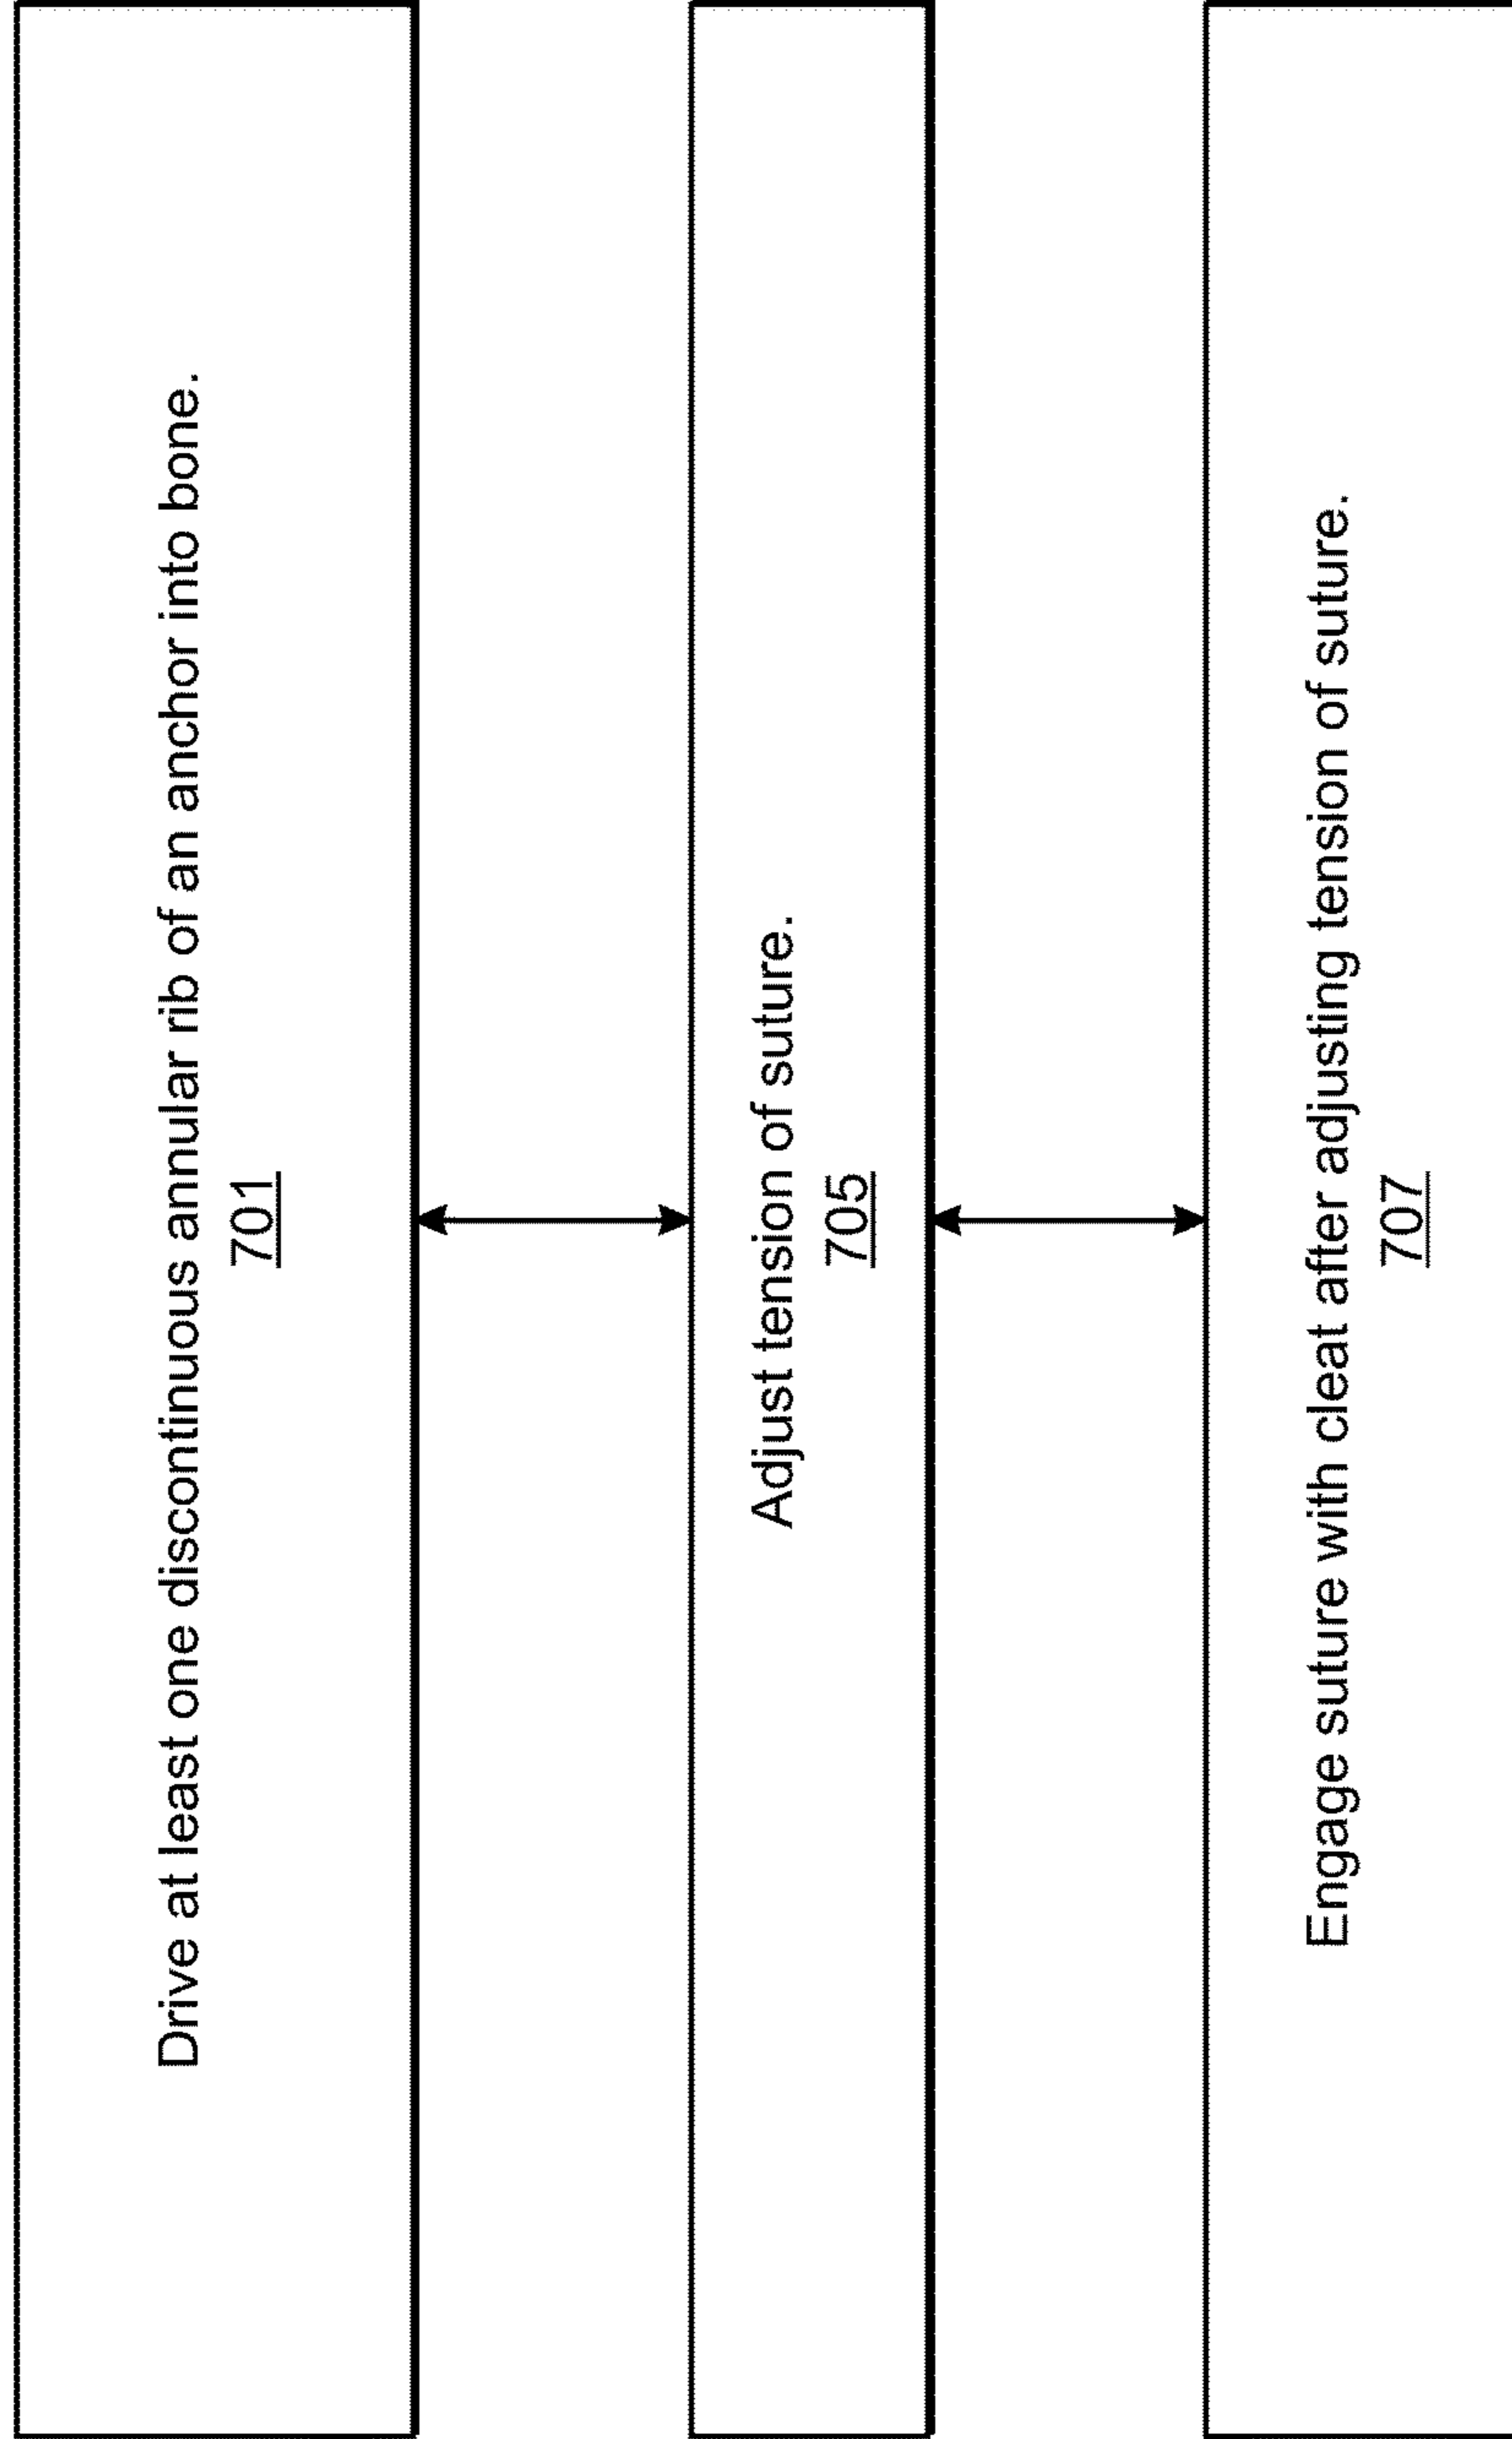 Drive at least one discontinuous annular rib of an anchor into bone.
701
Adjust tension of suture.
705
Engage suture with cleat after adjusting tension of suture.
707